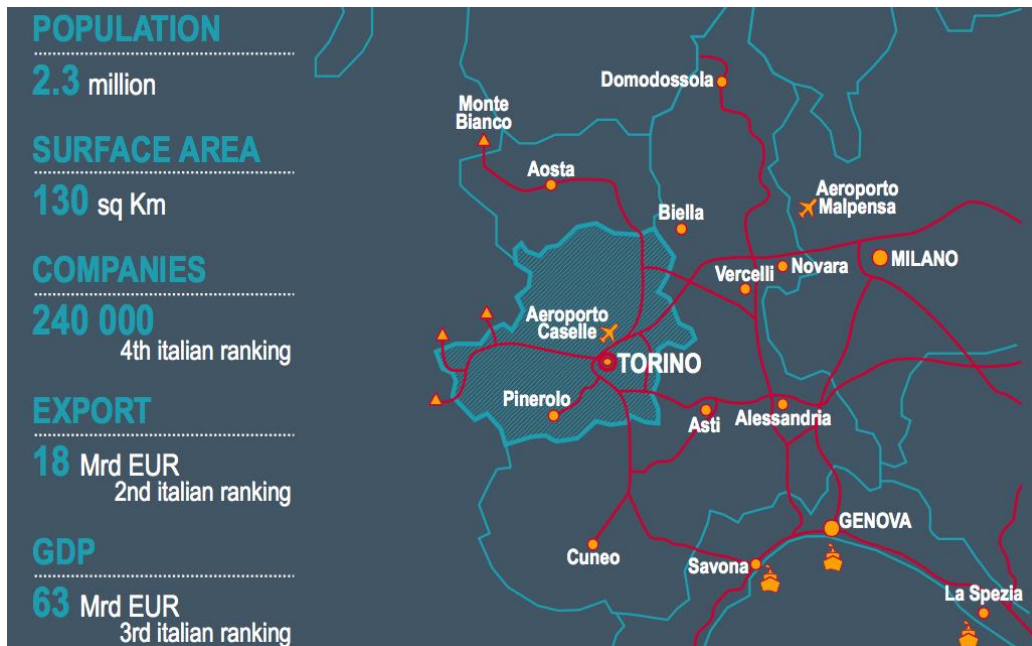 POPULATION
2.3 million
SURFACE AREA
130 sq Km
COMPANIES
240 000
4th italian ranking
EXPORT
18 Mrd EUR
2nd italian ranking
GDP
63 Mrd EUR
3rd italian ranking
Domodossola
Monte
Bianco
Aosta
Aeroporto
Malpensa
Biella
MILANO
Novara
Vercelli
Aeroporto
Caselle
TORINO
Pinerolo
Asti
Alessandria
GENOVA
Cuneo
Savona
La Spezia